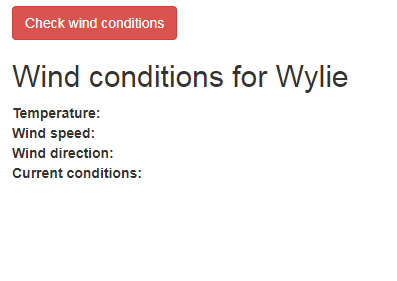 Check wind conditions
Wind conditions for Wylie
Temperature:
Wind speed:
Wind direction:
Current conditions: